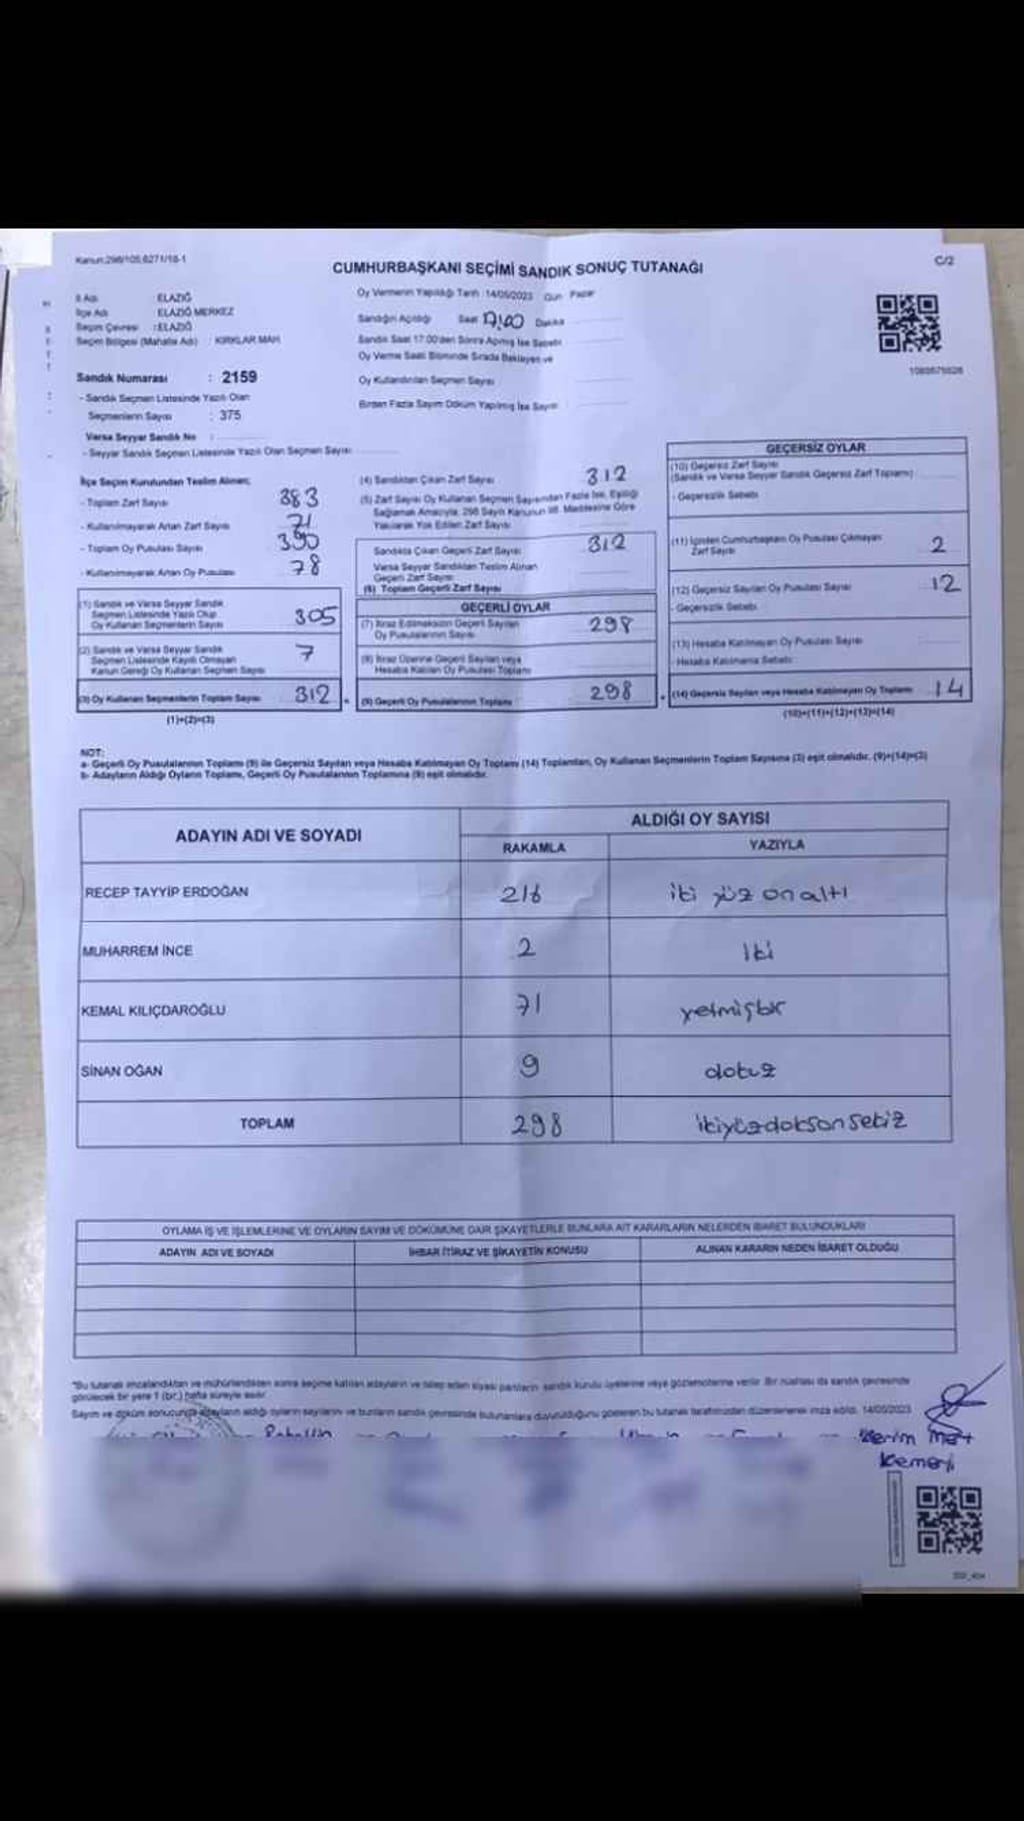 Kanun:298/105,6271/18-1
C/2
CUMHURBAŞKANI SEÇİMİ SANDIK SONUÇ TUTANAĞI
İl Adı ELAZIĞ
İlçe Adı ELAZIĞ MERKEZ
Seçim Çevresi : ELAZIĞ
Seçim Bölgesi (Mahalle Adı) KIRKLAR MAH
Sandık Numarası : 2159
- Sandık Seçmen Listesinde Yazılı Olan
Seçmenlerin Sayısı : 375
Varsa Seyyar Sandık No :
- Seyyar Sandık Seçmen Listesinde Yazılı Olan Seçmen Sayısı
Oy Vermenin Yapıldığı Tarih :14/05/2023 Gün Pazar
Sandığın Açıldığı Saat 17:00 Dakika
Sandık Saat 17.00'den Sonra Açılmış İse Sebebi
Oy Verme Saati Bitiminde Sırada Bekleyen ve
Oy Kullandırılan Seçmen Sayısı
Birden Fazla Sayım Döküm Yapılmış İse Sayısı
İlçe Seçim Kurulundan Teslim Alınan;
- Toplam Zarf Sayısı 383
- Kullanılmayarak Artan Zarf Sayısı 71
- Toplam Oy Pusulası Sayısı 390
- Kullanılmayarak Artan Oy Pusulası 78
(1) Sandık ve Varsa Seyyar Sandık
Seçmen Listesinde Yazılı Olup
Oy Kullanan Seçmenlerin Sayısı 305
(2) Sandık ve Varsa Seyyar Sandık
Seçmen Listesinde Kayıtlı Olmayan
Kanun Gereği Oy Kullanan Seçmen Sayısı 7
(3) Oy Kullanan Seçmenlerin Toplam Sayısı 312
(1)+(2)=(3)
(4) Sandıktan Çıkan Zarf Sayısı 312
(5) Zarf Sayısı Oy Kullanan Seçmen Sayısından Fazla İse, Eşitliği
Sağlamak Amacıyla, 298 Sayılı Kanunun 98. Maddesine Göre
Yakılarak Yok Edilen Zarf Sayısı
Sandıkta Çıkan Geçerli Zarf Sayısı 312
Varsa Seyyar Sandıktan Teslim Alınan
Geçerli Zarf Sayısı
(6) Toplam Geçerli Zarf Sayısı
GEÇERLİ OYLAR
(7) İtiraz Edilmeksizin Geçerli Sayılan
Oy Pusulalarının Sayısı 298
(8) İtiraz Üzerine Geçerli Sayılan veya
Hesaba Katılan Oy Pusulası Toplamı
(9) Geçerli Oy Pusulalarının Toplamı 298
GEÇERSİZ OYLAR
(10) Geçersiz Zarf Sayısı
(Sandık ve Varsa Seyyar Sandık Geçersiz Zarf Toplamı)
- Geçersizlik Sebebi
(11) İçinden Cumhurbaşkanı Oy Pusulası Çıkmayan
Zarf Sayısı 2
(12) Geçersiz Sayılan Oy Pusulası Sayısı 12
- Geçersizlik Sebebi
(13) Hesaba Katılmayan Oy Pusulası Sayısı
- Hesaba Katılmama Sebebi
(14) Geçersiz Sayılan veya Hesaba Katılmayan Oy Toplamı 14
(10)+(11)+(12)+(13)=(14)
NOT:
a- Geçerli Oy Pusulalarının Toplamı (9) ile Geçersiz Sayılan veya Hesaba Katılmayan Oy Toplamı (14) Toplamları, Oy Kullanan Seçmenlerin Toplam Sayısına (3) eşit olmalıdır. (9)+(14)=(3)
b- Adayların Aldığı Oyların Toplamı, Geçerli Oy Pusulalarının Toplamına (9) eşit olmalıdır.
ADAYIN ADI VE SOYADI ALDIĞI OY SAYISI
RAKAMLA YAZIYLA
RECEP TAYYİP ERDOĞAN 216 iki yüz on altı
MUHARREM İNCE 2 iki
KEMAL KILIÇDAROĞLU 71 yetmişbir
SİNAN OĞAN 9 dokuz
TOPLAM 298 ikiyüzdoksansekiz
OYLAMA İŞ VE İŞLEMLERİNE VE OYLARIN SAYIM VE DÖKÜMÜNE DAİR ŞİKAYETLERLE BUNLARA AİT KARARLARIN NELERDEN İBARET BULUNDUKLARI
ADAYIN ADI VE SOYADI İHBAR İTİRAZ VE ŞİKAYETİN KONUSU ALINAN KARARIN NEDEN İBARET OLDUĞU
*Bu tutanak imzalandıktan ve mühürlendikten sonra seçime katılan adayların ve talep eden siyasi partilerin sandık kurulu üyelerine veya gözlemcilerine verilir. Bir nüshası da sandık çevresinde
görülecek bir yere 1 (bir) hafta süreyle asılır.
Sayım ve döküm sonucunda adayların aldığı oyların sayılarını ve bunların sandık çevresinde bulunanlara duyurulduğunu gösteren bu tutanak tarafımızdan düzenlenerek imza edildi. 14/05/2023